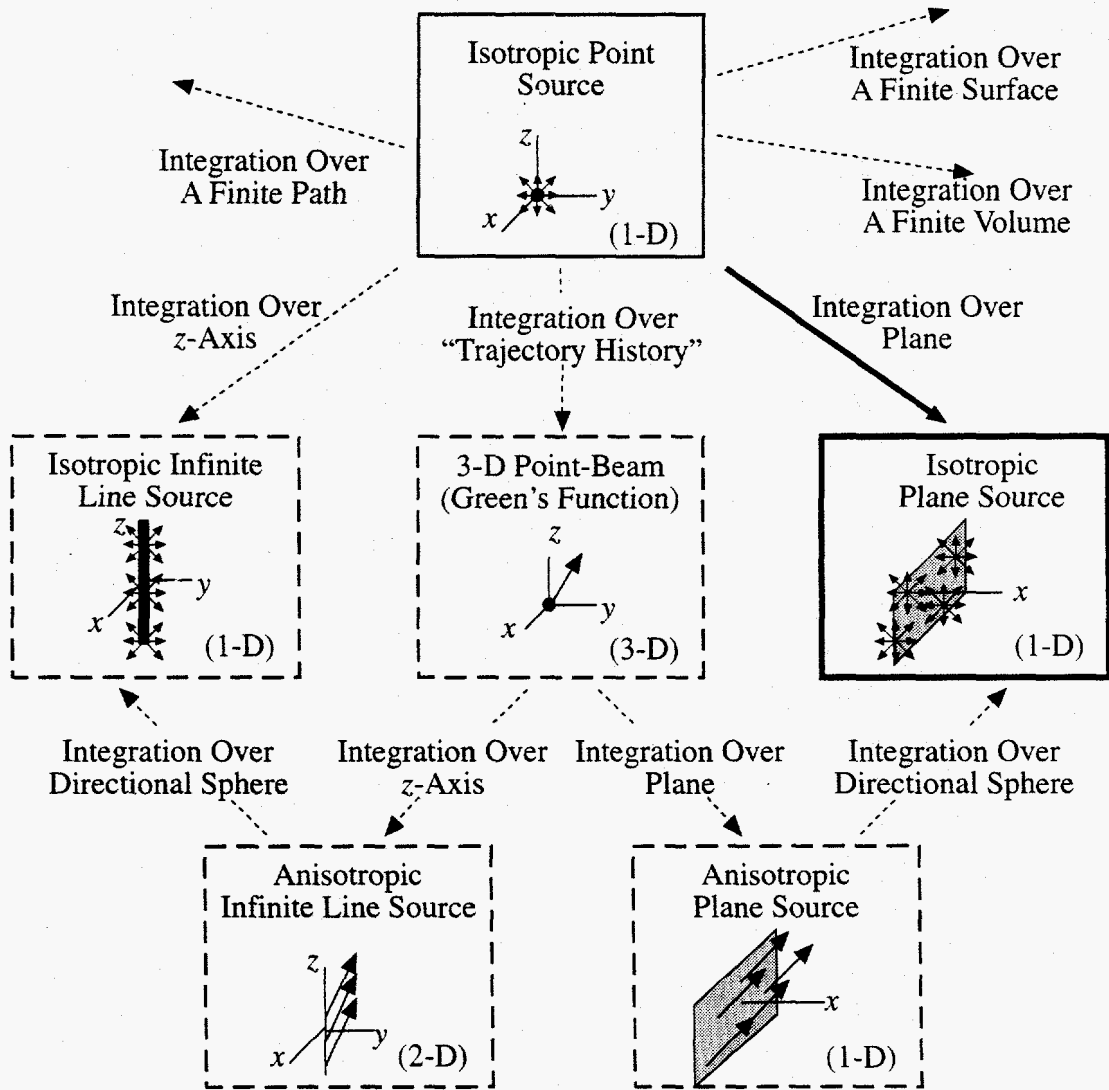 Isotropic Point
Source
z
y
x
(1-D)
Integration Over
A Finite Surface
Integration Over
A Finite Path
Integration Over
A Finite Volume
Integration Over
z-Axis
Integration Over
“Trajectory History”
Integration Over
Plane
Isotropic Infinite
Line Source
z
y
x
(1-D)
3-D Point-Beam
(Green's Function)
z
y
x
(3-D)
Isotropic
Plane Source
x
(1-D)
Integration Over
Directional Sphere
Integration Over
z-Axis
Integration Over
Plane
Integration Over
Directional Sphere
Anisotropic
Infinite Line Source
z
y
x
(2-D)
Anisotropic
Plane Source
x
(1-D)